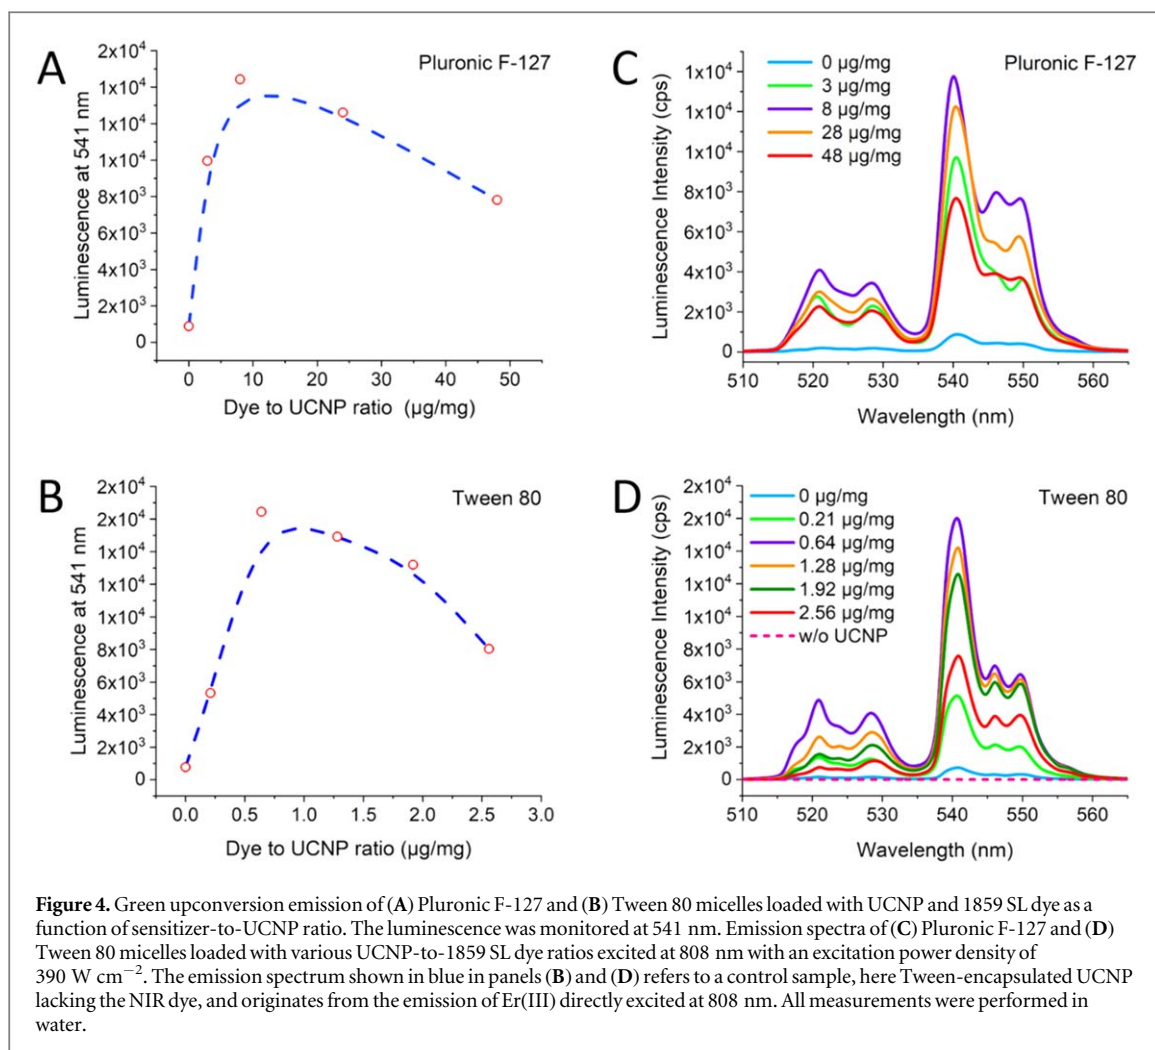 A
Pluronic F-127
2x10⁴
1x10⁴
1x10⁴
1x10⁴
8x10³
6x10³
4x10³
2x10³
0
Luminescence at 541 nm
0 10 20 30 40 50
Dye to UCNP ratio (μg/mg)
C
Pluronic F-127
0 μg/mg
3 μg/mg
8 μg/mg
28 μg/mg
48 μg/mg
1x10⁴
1x10⁴
1x10⁴
8x10³
6x10³
4x10³
2x10³
0
Luminescence Intensity (cps)
510 520 530 540 550 560
Wavelength (nm)
B
Tween 80
2x10⁴
2x10⁴
1x10⁴
1x10⁴
1x10⁴
8x10³
6x10³
4x10³
2x10³
0
Luminescence at 541 nm
0.0 0.5 1.0 1.5 2.0 2.5 3.0
Dye to UCNP ratio (μg/mg)
D
Tween 80
0 μg/mg
0.21 μg/mg
0.64 μg/mg
1.28 μg/mg
1.92 μg/mg
2.56 μg/mg
w/o UCNP
2x10⁴
2x10⁴
1x10⁴
1x10⁴
1x10⁴
8x10³
6x10³
4x10³
2x10³
0
Luminescence Intensity (cps)
510 520 530 540 550 560
Wavelength (nm)
Figure 4. Green upconversion emission of (A) Pluronic F-127 and (B) Tween 80 micelles loaded with UCNP and 1859 SL dye as a
function of sensitizer-to-UCNP ratio. The luminescence was monitored at 541 nm. Emission spectra of (C) Pluronic F-127 and (D)
Tween 80 micelles loaded with various UCNP-to-1859 SL dye ratios excited at 808 nm with an excitation power density of
390 W cm⁻². The emission spectrum shown in blue in panels (B) and (D) refers to a control sample, here Tween-encapsulated UCNP
lacking the NIR dye, and originates from the emission of Er(III) directly excited at 808 nm. All measurements were performed in
water.